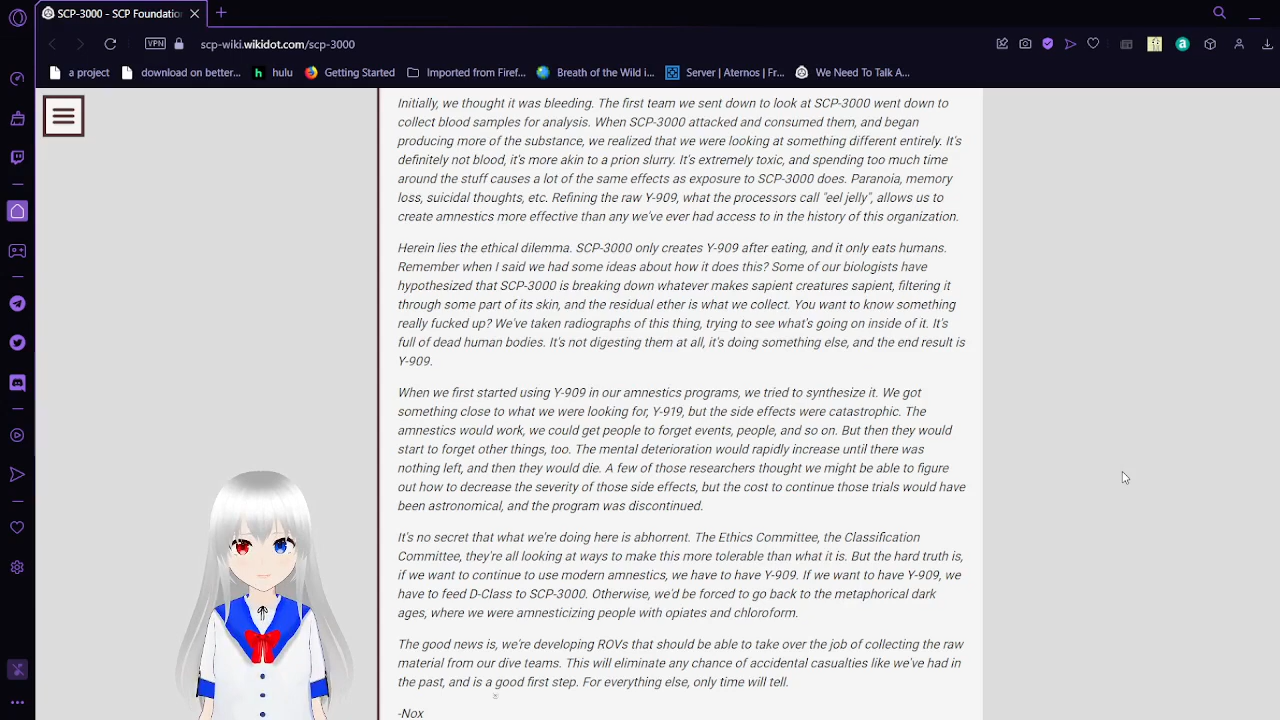 SCP-3000 - SCP Foundation
VPN
scp-wiki.wikidot.com/scp-3000
a project
download on better...
hulu
Getting Started
Imported from Firef...
Breath of the Wild i...
Server | Aternos | Fr...
We Need To Talk A...
Initially, we thought it was bleeding. The first team we sent down to look at SCP-3000 went down to
collect blood samples for analysis. When SCP-3000 attacked and consumed them, and began
producing more of the substance, we realized that we were looking at something different entirely. It's
definitely not blood, it's more akin to a prion slurry. It's extremely toxic, and spending too much time
around the stuff causes a lot of the same effects as exposure to SCP-3000 does. Paranoia, memory
loss, suicidal thoughts, etc. Refining the raw Y-909, what the processors call "eel jelly", allows us to
create amnestics more effective than any we've ever had access to in the history of this organization.
Herein lies the ethical dilemma. SCP-3000 only creates Y-909 after eating, and it only eats humans.
Remember when I said we had some ideas about how it does this? Some of our biologists have
hypothesized that SCP-3000 is breaking down whatever makes sapient creatures sapient, filtering it
through some part of its skin, and the residual ether is what we collect. You want to know something
really fucked up? We've taken radiographs of this thing, trying to see what's going on inside of it. It's
full of dead human bodies. It's not digesting them at all, it's doing something else, and the end result is
Y-909.
When we first started using Y-909 in our amnestics programs, we tried to synthesize it. We got
something close to what we were looking for, Y-919, but the side effects were catastrophic. The
amnestics would work, we could get people to forget events, people, and so on. But then they would
start to forget other things, too. The mental deterioration would rapidly increase until there was
nothing left, and then they would die. A few of those researchers thought we might be able to figure
out how to decrease the severity of those side effects, but the cost to continue those trials would have
been astronomical, and the program was discontinued.
It's no secret that what we're doing here is abhorrent. The Ethics Committee, the Classification
Committee, they're all looking at ways to make this more tolerable than what it is. But the hard truth is,
if we want to continue to use modern amnestics, we have to have Y-909. If we want to have Y-909, we
have to feed D-Class to SCP-3000. Otherwise, we'd be forced to go back to the metaphorical dark
ages, where we were amnesticizing people with opiates and chloroform.
The good news is, we're developing ROVs that should be able to take over the job of collecting the raw
material from our dive teams. This will eliminate any chance of accidental casualties like we've had in
the past, and is a good first step. For everything else, only time will tell.
-Nox